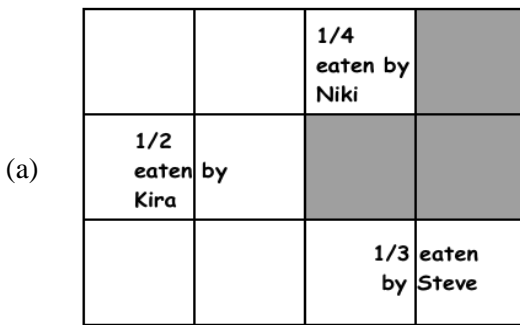 1/4
eaten by
Niki
(a)
1/2
eaten by
Kira
1/3 eaten
by Steve